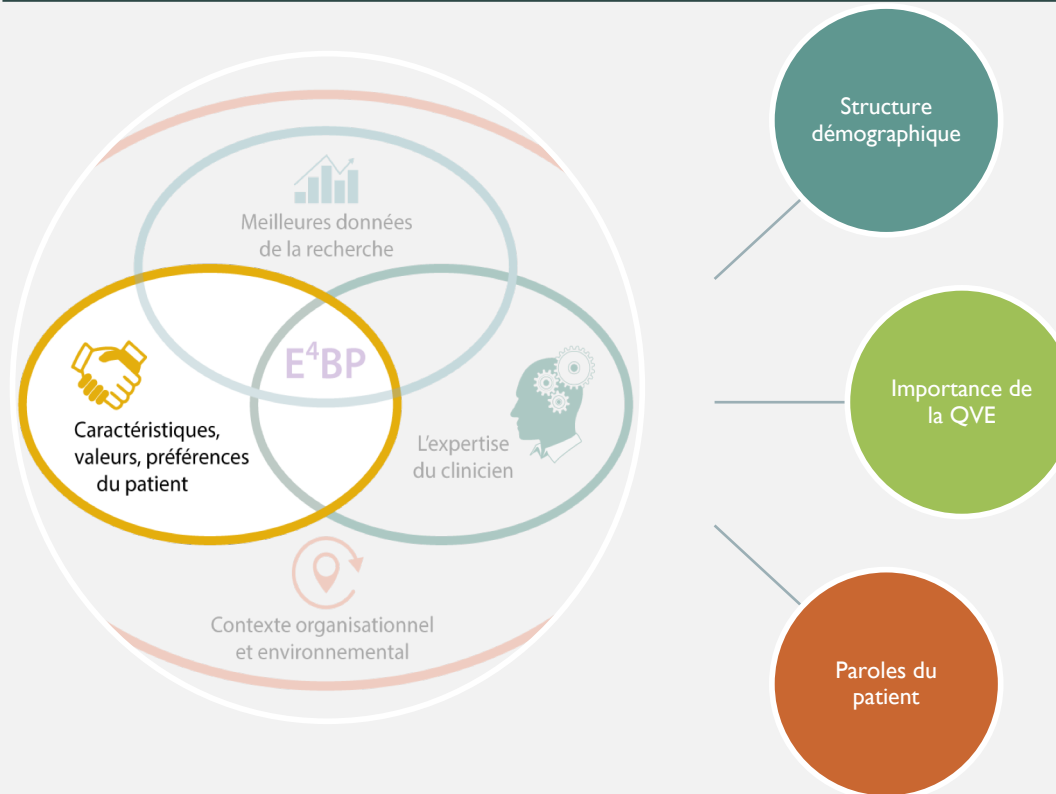 Meilleures données
de la recherche
E⁴BP
Caractéristiques,
valeurs, préférences
du patient
L'expertise
du clinicien
Contexte organisationnel
et environnemental
Structure
démographique
Importance de
la QVE
Paroles du
patient